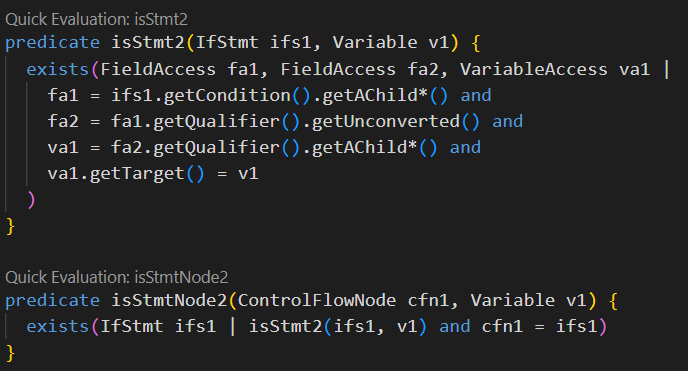 Quick Evaluation: isStmt2
predicate isStmt2(IfStmt ifs1, Variable v1) {
  exists(FieldAccess fa1, FieldAccess fa2, VariableAccess va1 |
    fa1 = ifs1.getCondition().getAChild*() and
    fa2 = fa1.getQualifier().getUnconverted() and
    va1 = fa2.getQualifier().getAChild*() and
    va1.getTarget() = v1
  )
}
Quick Evaluation: isStmtNode2
predicate isStmtNode2(ControlFlowNode cfn1, Variable v1) {
  exists(IfStmt ifs1 | isStmt2(ifs1, v1) and cfn1 = ifs1)
}